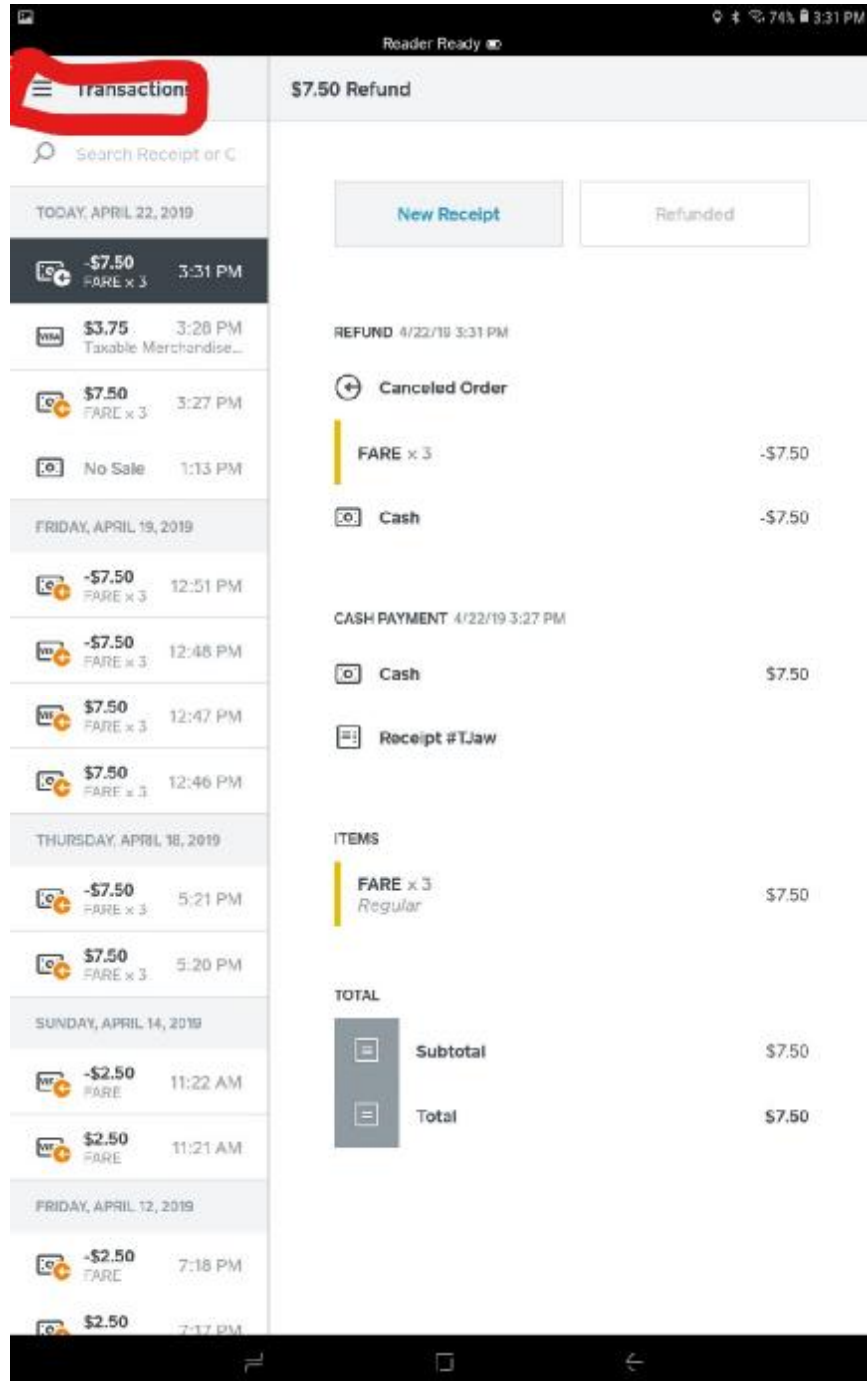 74% 3:31 PM
Reader Ready
Transactions
$7.50 Refund
Search Receipt or C
TODAY, APRIL 22, 2019
-$7.50
FARE x 3
3:31 PM
VISA
$3.75
3:28 PM
Taxable Merchandise...
$7.50
FARE x 3
3:27 PM
No Sale
1:13 PM
FRIDAY, APRIL 19, 2019
-$7.50
FARE x 3
12:51 PM
-$7.50
FARE x 3
12:48 PM
$7.50
FARE x 3
12:47 PM
$7.50
FARE x 3
12:46 PM
THURSDAY, APRIL 18, 2019
-$7.50
FARE x 3
5:21 PM
$7.50
FARE x 3
5:20 PM
SUNDAY, APRIL 14, 2019
-$2.50
FARE
11:22 AM
$2.50
FARE
11:21 AM
FRIDAY, APRIL 12, 2019
-$2.50
FARE
7:18 PM
$2.50
7:17 PM
New Receipt
Refunded
REFUND 4/22/19 3:31 PM
Canceled Order
FARE x 3 -$7.50
Cash -$7.50
CASH PAYMENT 4/22/19 3:27 PM
Cash $7.50
Receipt #TJaw
ITEMS
FARE x 3
Regular
$7.50
TOTAL
Subtotal $7.50
Total $7.50